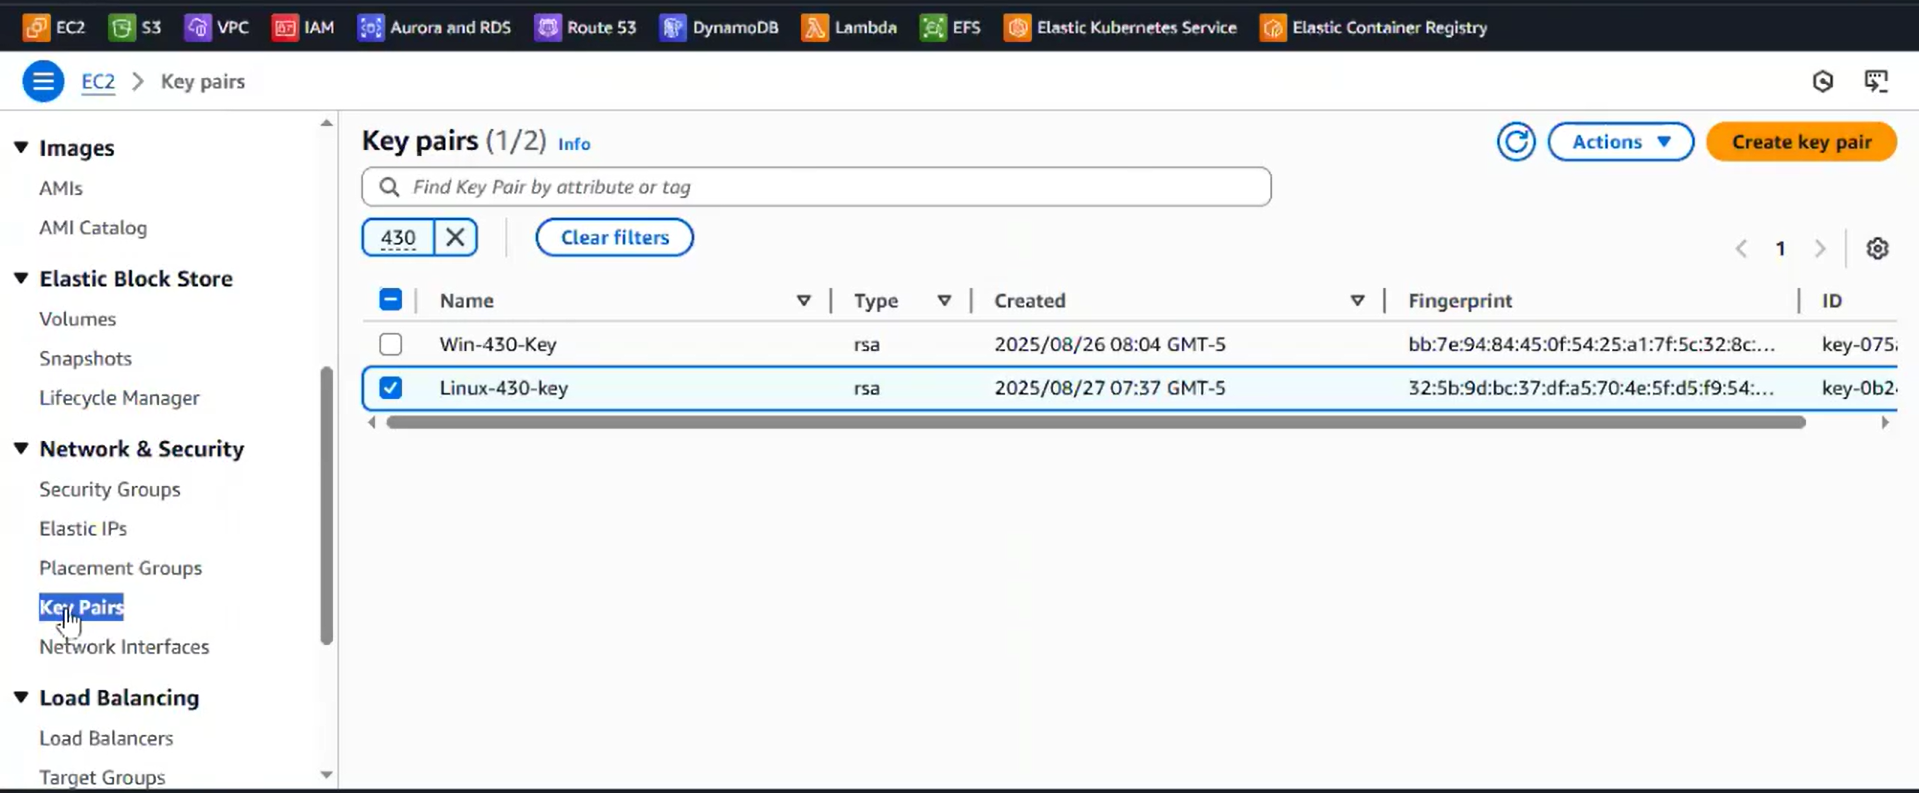 EC2 S3 VPC IAM Aurora and RDS Route 53 DynamoDB Lambda EFS Elastic Kubernetes Service Elastic Container Registry
EC2 > Key pairs
Images
AMIs
AMI Catalog
Elastic Block Store
Volumes
Snapshots
Lifecycle Manager
Network & Security
Security Groups
Elastic IPs
Placement Groups
Key Pairs
Network Interfaces
Load Balancing
Load Balancers
Target Groups
Key pairs (1/2) Info
Actions
Create key pair
Find Key Pair by attribute or tag
430
Clear filters
1
Name Type Created Fingerprint ID
Win-430-Key rsa 2025/08/26 08:04 GMT-5 bb:7e:94:84:45:0f:54:25:a1:7f:5c:32:8c:... key-075
Linux-430-key rsa 2025/08/27 07:37 GMT-5 32:5b:9d:bc:37:df:a5:70:4e:5f:d5:f9:54:... key-0b2